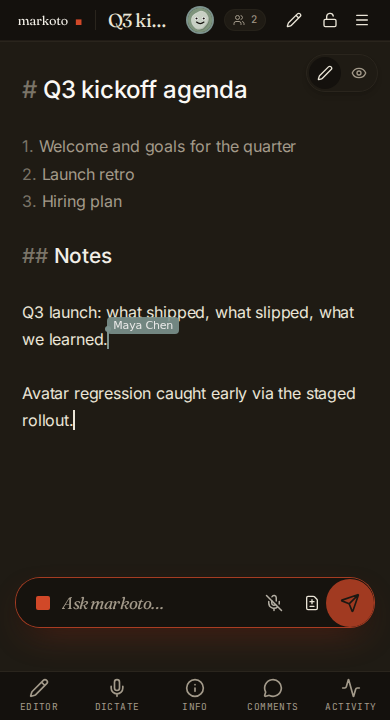 markoto
Q3 ki...
2
# Q3 kickoff agenda
1. Welcome and goals for the quarter
2. Launch retro
3. Hiring plan
## Notes
Q3 launch: what shipped, what slipped, what
Maya Chen
we learned.
Avatar regression caught early via the staged
rollout.
Ask markoto...
EDITOR
DICTATE
INFO
COMMENTS
ACTIVITY